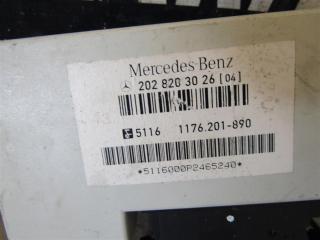 Mercedes-Benz
202 820 30 26 [04]
5116 1176.201-890
*5116000P2465240*